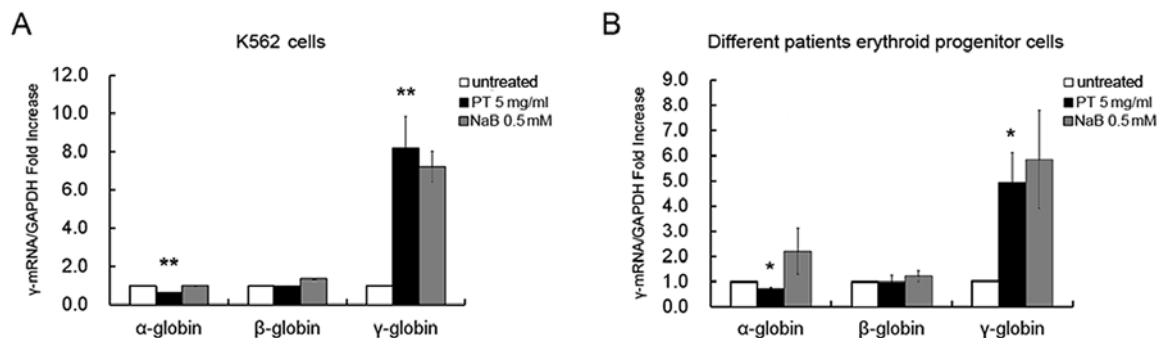 A
K562 cells
γ-mRNA/GAPDH Fold Increase
12.0
10.0
8.0
6.0
4.0
2.0
0.0
**
**
untreated
PT 5 mg/ml
NaB 0.5 mM
α-globin β-globin γ-globin
B
Different patients erythroid progenitor cells
γ-mRNA/GAPDH Fold Increase
9.0
8.0
7.0
6.0
5.0
4.0
3.0
2.0
1.0
0.0
*
*
untreated
PT 5 mg/ml
NaB 0.5 mM
α-globin β-globin γ-globin